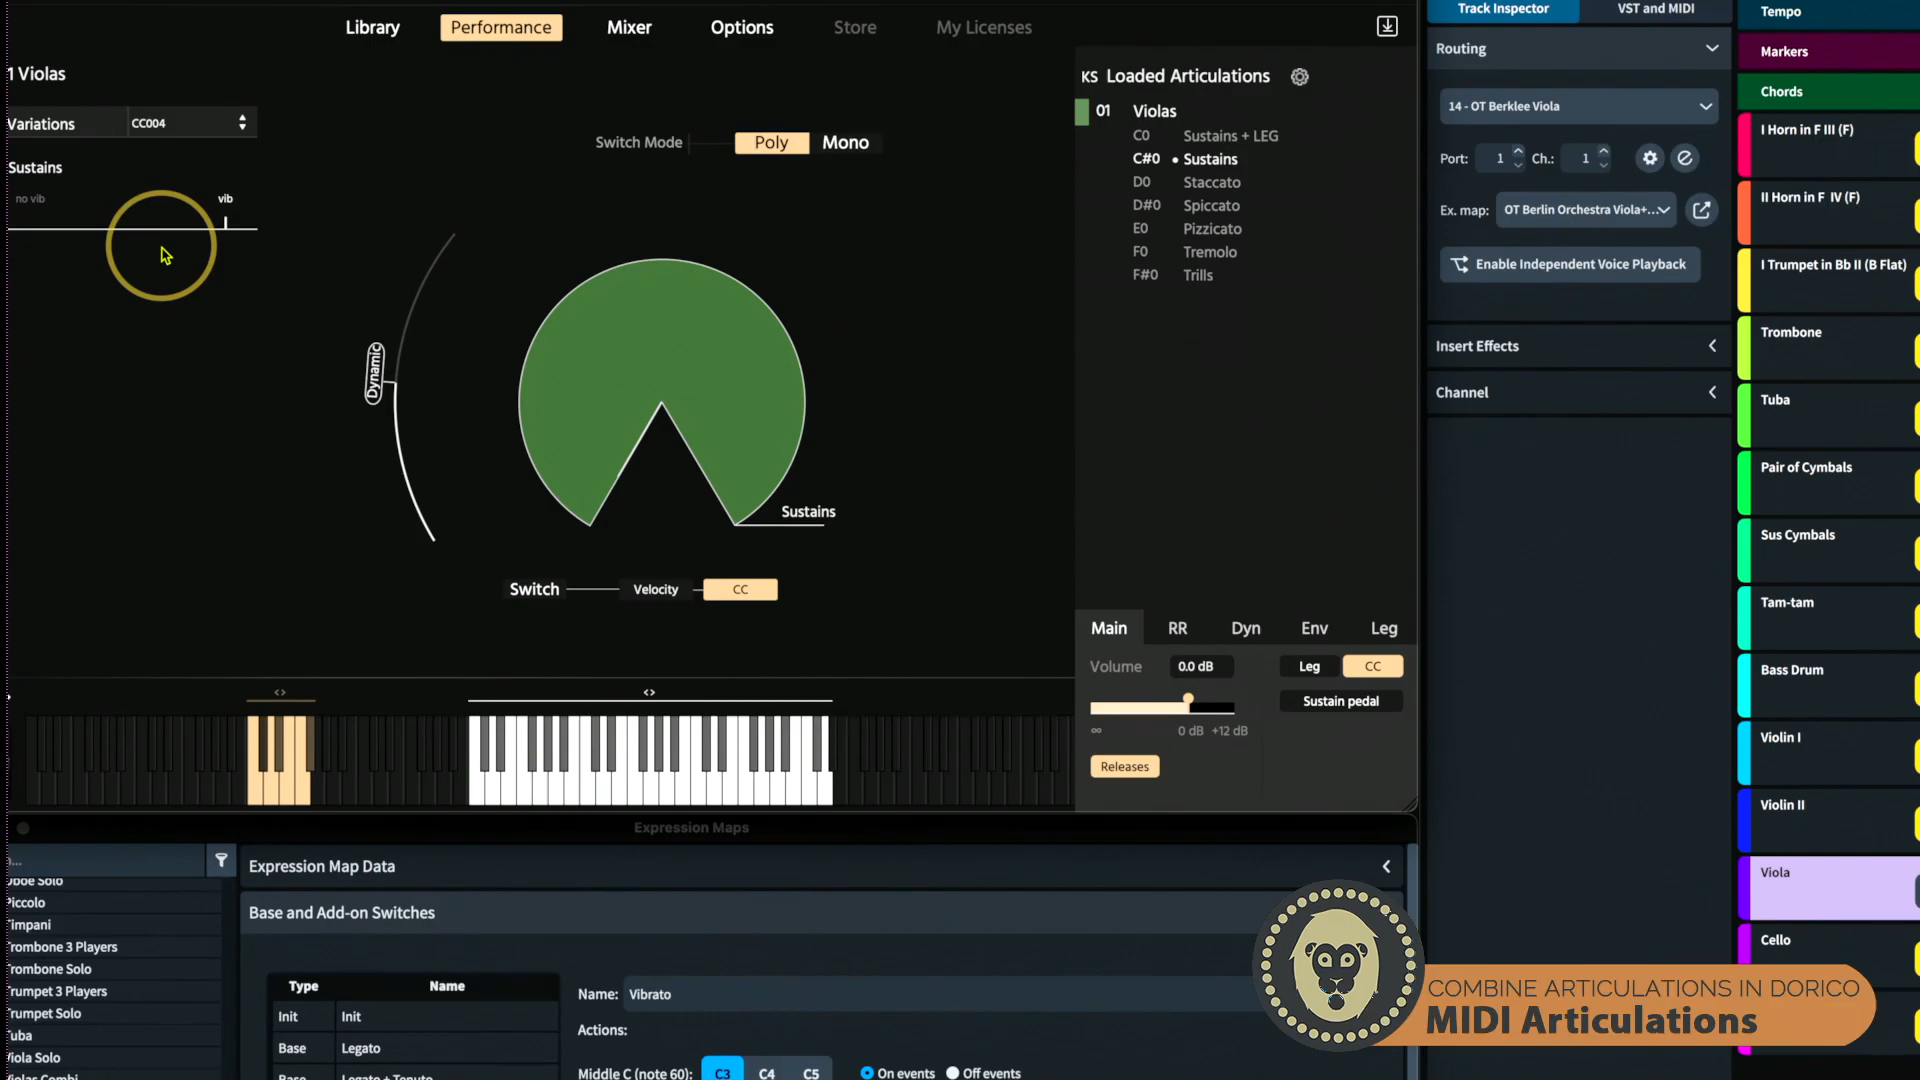 Library Performance Mixer Options Store My Licenses
1 Violas
Variations CC004
Sustains
no vib vib
Switch Mode Poly Mono
Dynamic
Sustains
Switch Velocity CC
KS Loaded Articulations
01 Violas
C0 Sustains + LEG
C#0 Sustains
D0 Staccato
D#0 Spiccato
E0 Pizzicato
F0 Tremolo
F#0 Trills
Main RR Dyn Env Leg
Volume 0.0 dB Leg CC
Sustain pedal
∞ 0 dB +12 dB
Releases
Track Inspector VST and MIDI
Routing
14 - OT Berklee Viola
Port: 1 Ch.: 1
Ex. map: OT Berlin Orchestra Viola+...
Enable Independent Voice Playback
Insert Effects
Channel
Tempo
Markers
Chords
I Horn in F III (F)
II Horn in F IV (F)
I Trumpet in Bb II (B Flat)
Trombone
Tuba
Pair of Cymbals
Sus Cymbals
Tam-tam
Bass Drum
Violin I
Violin II
Viola
Cello
Expression Maps
...
Oboe Solo
Piccolo
Timpani
Trombone 3 Players
Trombone Solo
Trumpet 3 Players
Trumpet Solo
Tuba
Viola Solo
Violas Combi
Expression Map Data
Base and Add-on Switches
Type Name
Init Init
Base Legato
Base Legato + Tenuto
Name: Vibrato
Actions:
Middle C (note 60): C3 C4 C5 On events Off events
COMBINE ARTICULATIONS IN DORICO
MIDI Articulations